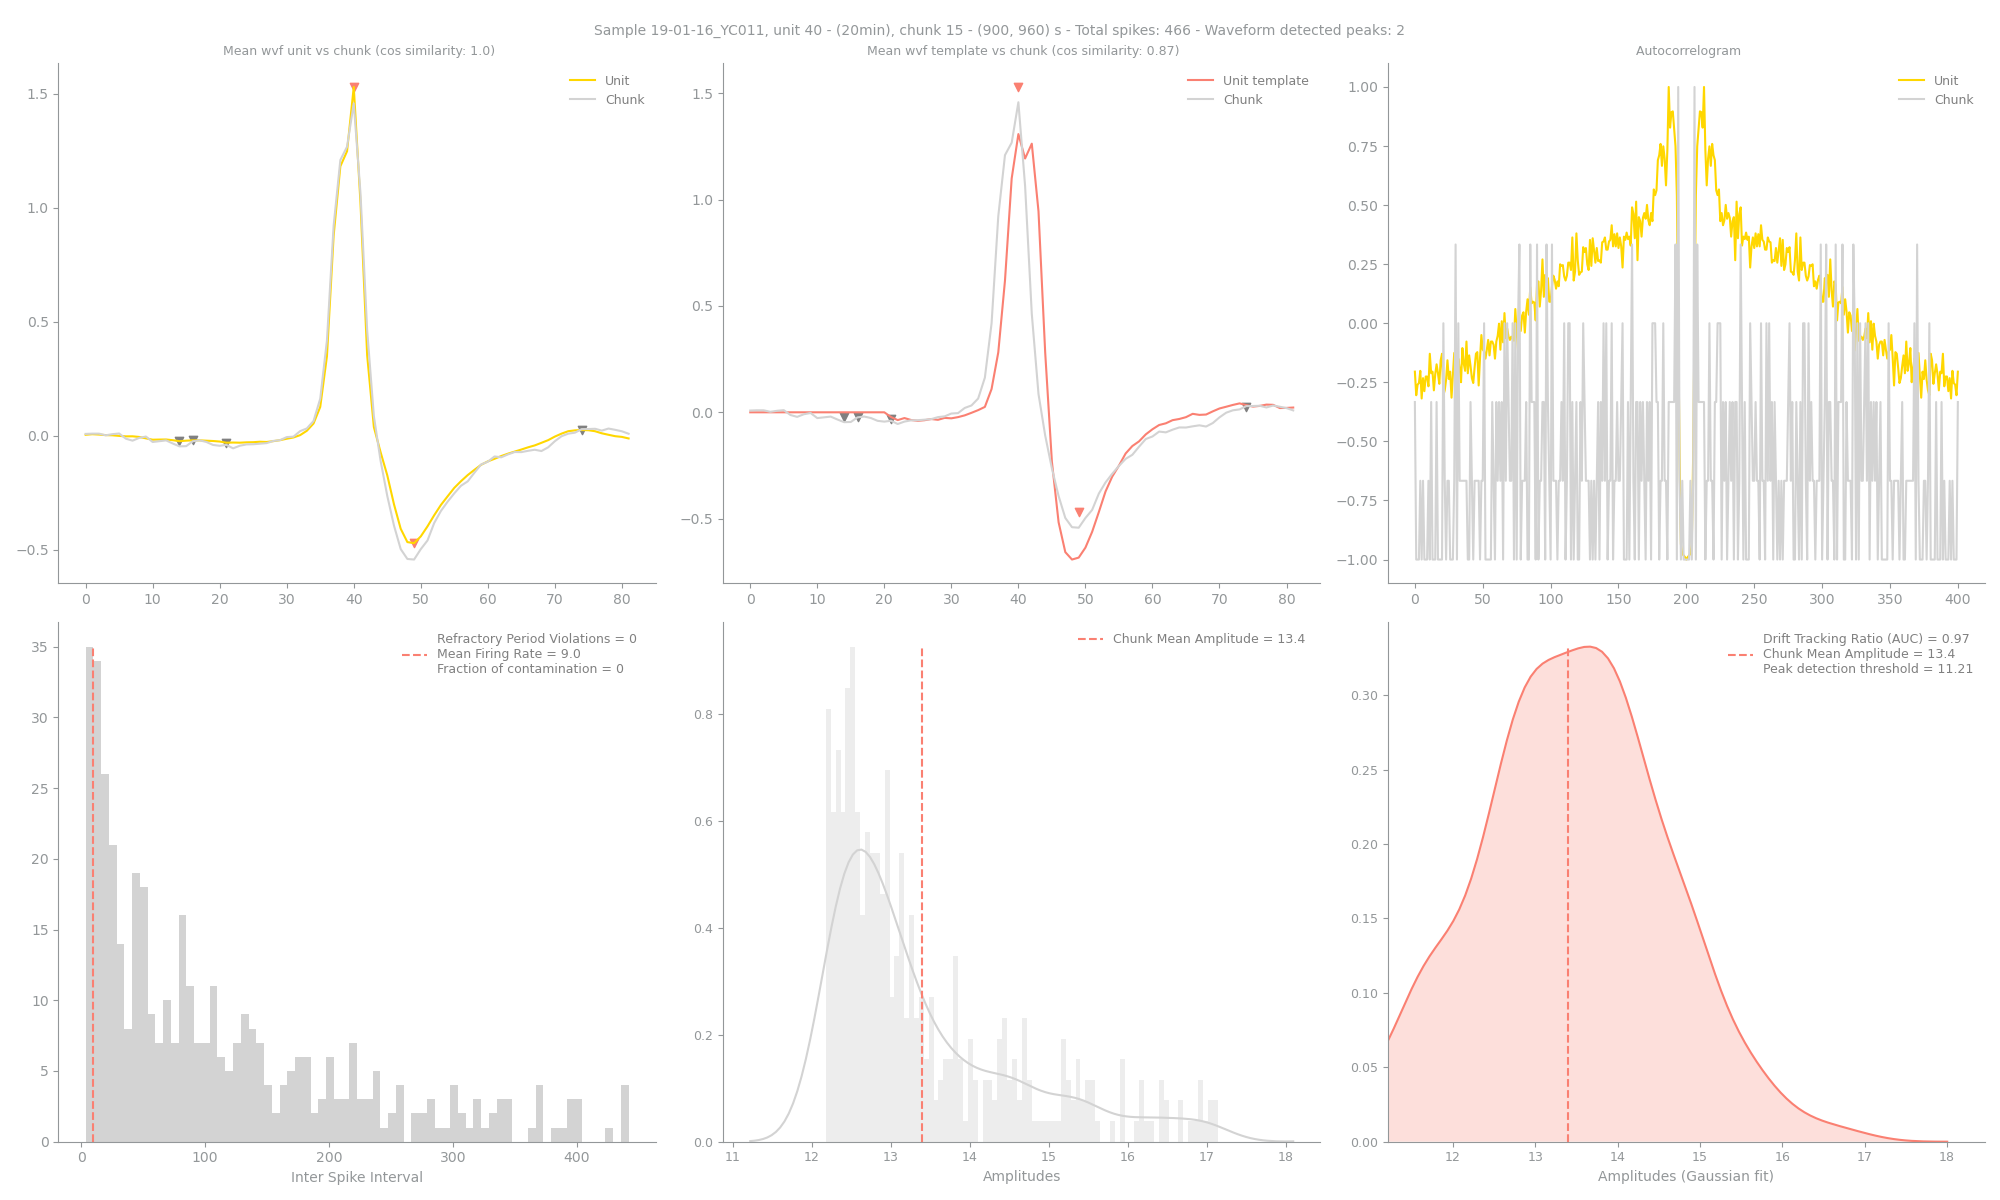 Sample 19-01-16_YC011, unit 40 - (20min), chunk 15 - (900, 960) s - Total spikes: 466 - Waveform detected peaks: 2
Mean wvf unit vs chunk (cos similarity: 1.0)
Unit
Chunk
1.5
1.0
0.5
0.0
−0.5
0 10 20 30 40 50 60 70 80
Mean wvf template vs chunk (cos similarity: 0.87)
Unit template
Chunk
1.5
1.0
0.5
0.0
−0.5
0 10 20 30 40 50 60 70 80
Autocorrelogram
Unit
Chunk
1.00
0.75
0.50
0.25
0.00
−0.25
−0.50
−0.75
−1.00
0 50 100 150 200 250 300 350 400
Refractory Period Violations = 0
Mean Firing Rate = 9.0
Fraction of contamination = 0
35
30
25
20
15
10
5
0
0 100 200 300 400
Inter Spike Interval
Chunk Mean Amplitude = 13.4
0.8
0.6
0.4
0.2
0.0
11 12 13 14 15 16 17 18
Amplitudes
Drift Tracking Ratio (AUC) = 0.97
Chunk Mean Amplitude = 13.4
Peak detection threshold = 11.21
0.30
0.25
0.20
0.15
0.10
0.05
0.00
12 13 14 15 16 17 18
Amplitudes (Gaussian fit)